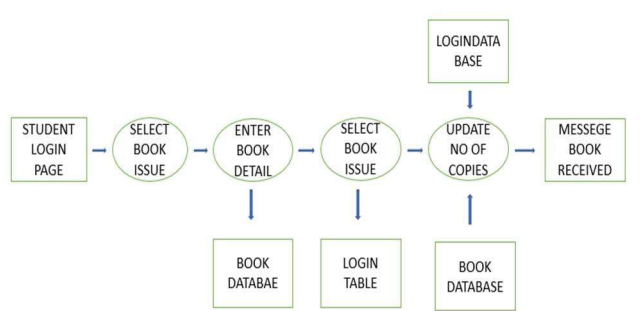 LOGINDATA
BASE
STUDENT
LOGIN
PAGE
SELECT
BOOK
ISSUE
ENTER
BOOK
DETAIL
SELECT
BOOK
ISSUE
UPDATE
NO OF
COPIES
MESSEGE
BOOK
RECEIVED
BOOK
DATABAE
LOGIN
TABLE
BOOK
DATABASE